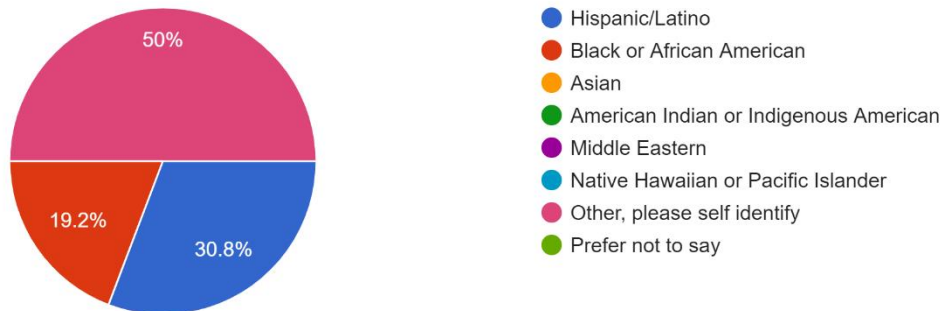 50%
19.2%
30.8%
Hispanic/Latino
Black or African American
Asian
American Indian or Indigenous American
Middle Eastern
Native Hawaiian or Pacific Islander
Other, please self identify
Prefer not to say